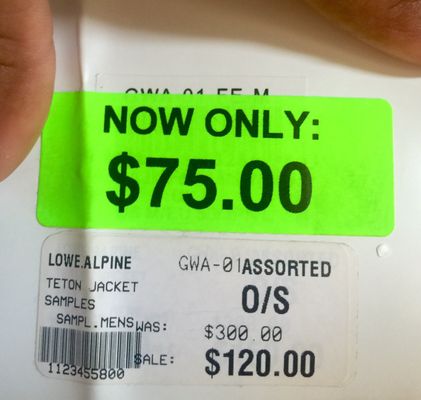 GWA-01 FF M
NOW ONLY:
$75.00
LOWE.ALPINE GWA-01 ASSORTED
TETON JACKET
SAMPLES O/S
SAMPL.MENS WAS: $300.00
SALE: $120.00
1123455800